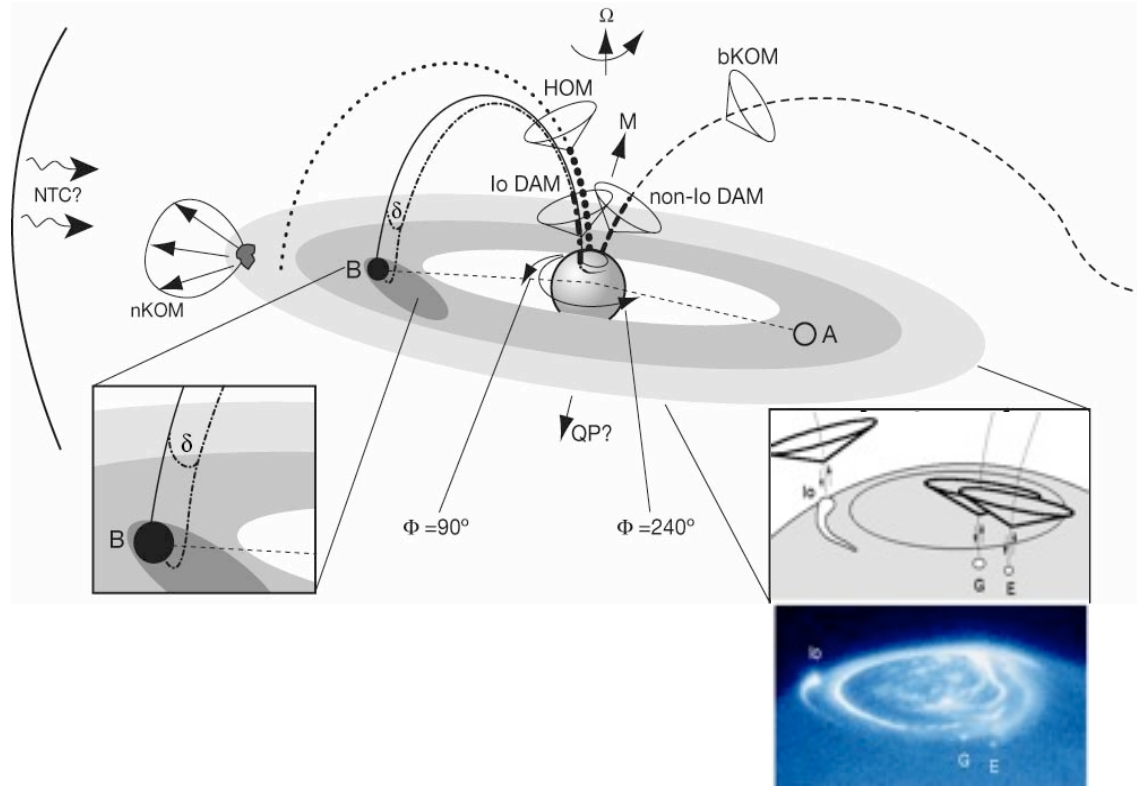 Ω
bKOM
HOM
M
Io DAM
non-Io DAM
NTC?
δ
B
nKOM
A
QP?
δ
B
Φ =90º
Φ =240º
Io
G
E
Io
G
E